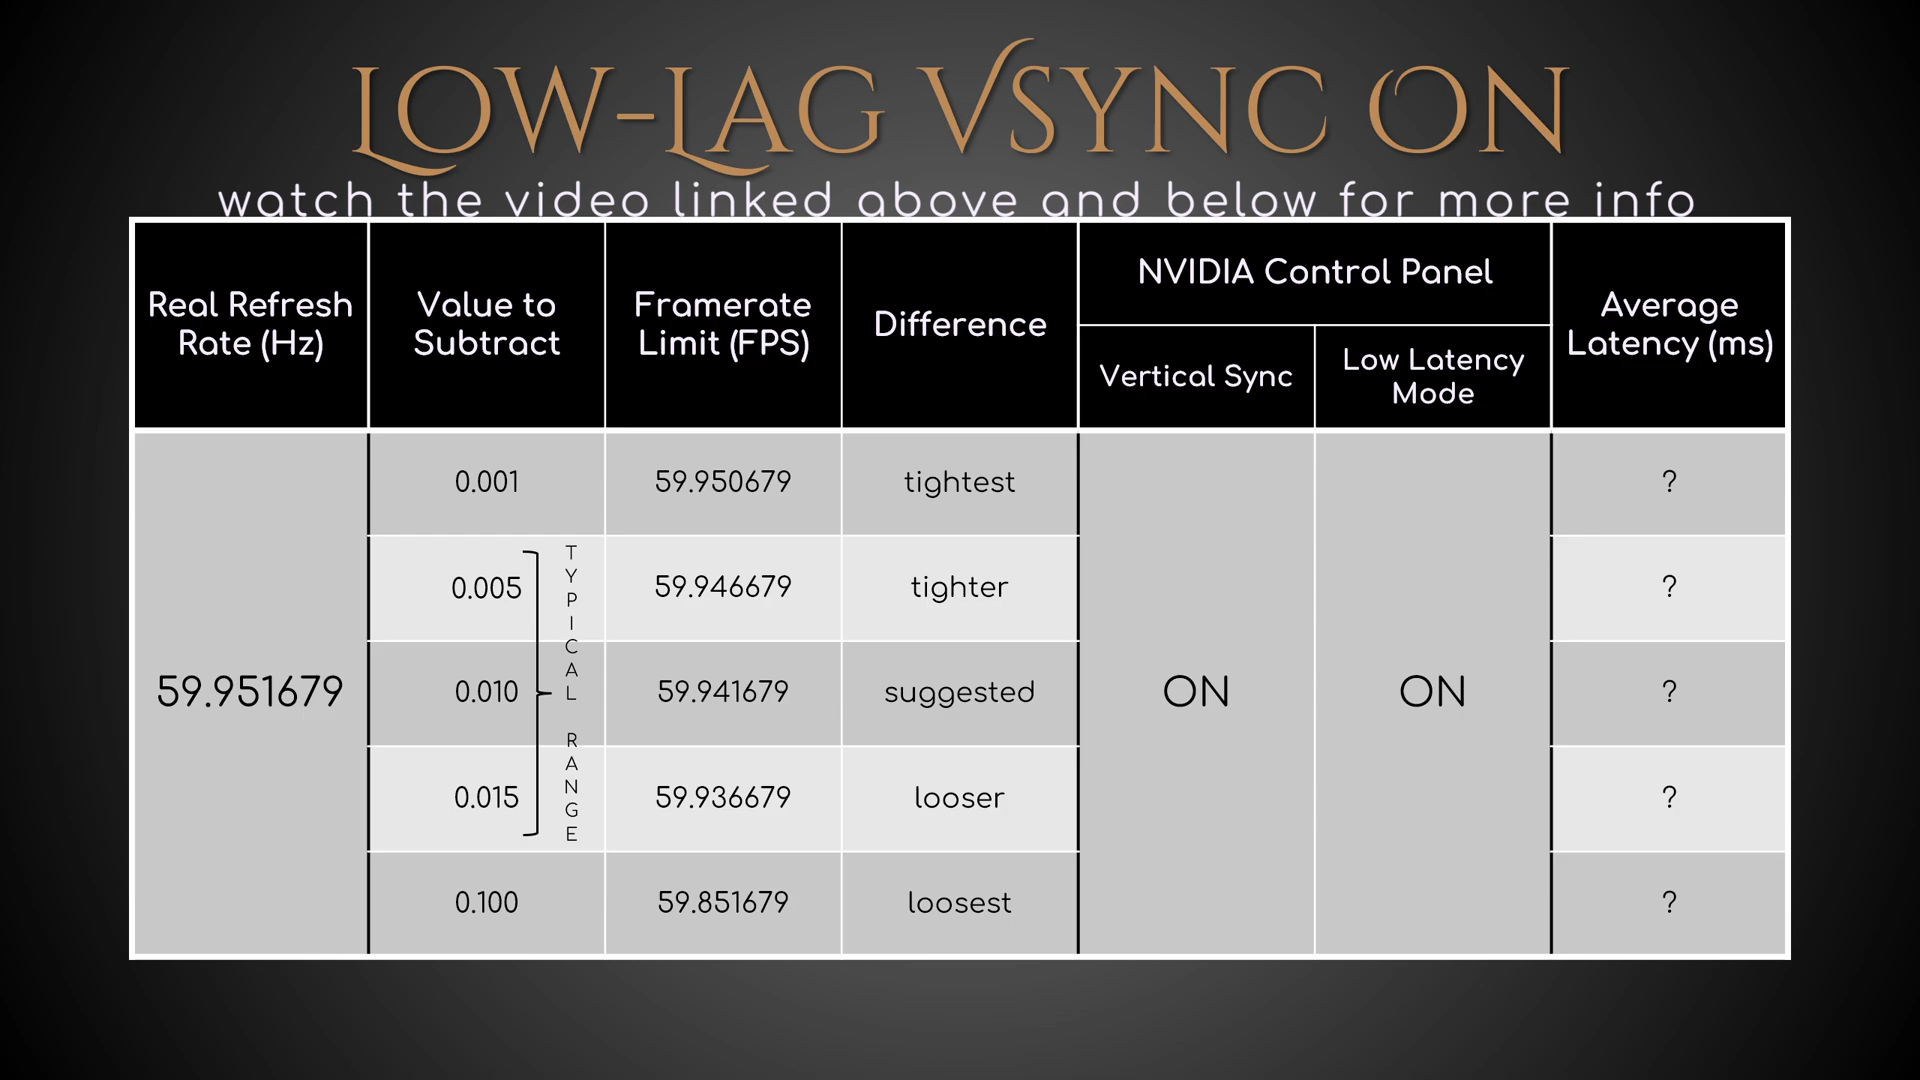 LOW-LAG VSYNC ON
watch the video linked above and below for more info
Real Refresh
Rate (Hz)
Value to
Subtract
Framerate
Limit (FPS)
Difference
NVIDIA Control Panel
Vertical Sync
Low Latency
Mode
Average
Latency (ms)
59.951679
0.001
59.950679
tightest
?
0.005
59.946679
tighter
?
0.010
59.941679
suggested
?
0.015
59.936679
looser
?
0.100
59.851679
loosest
?
TYPICAL RANGE
ON
ON